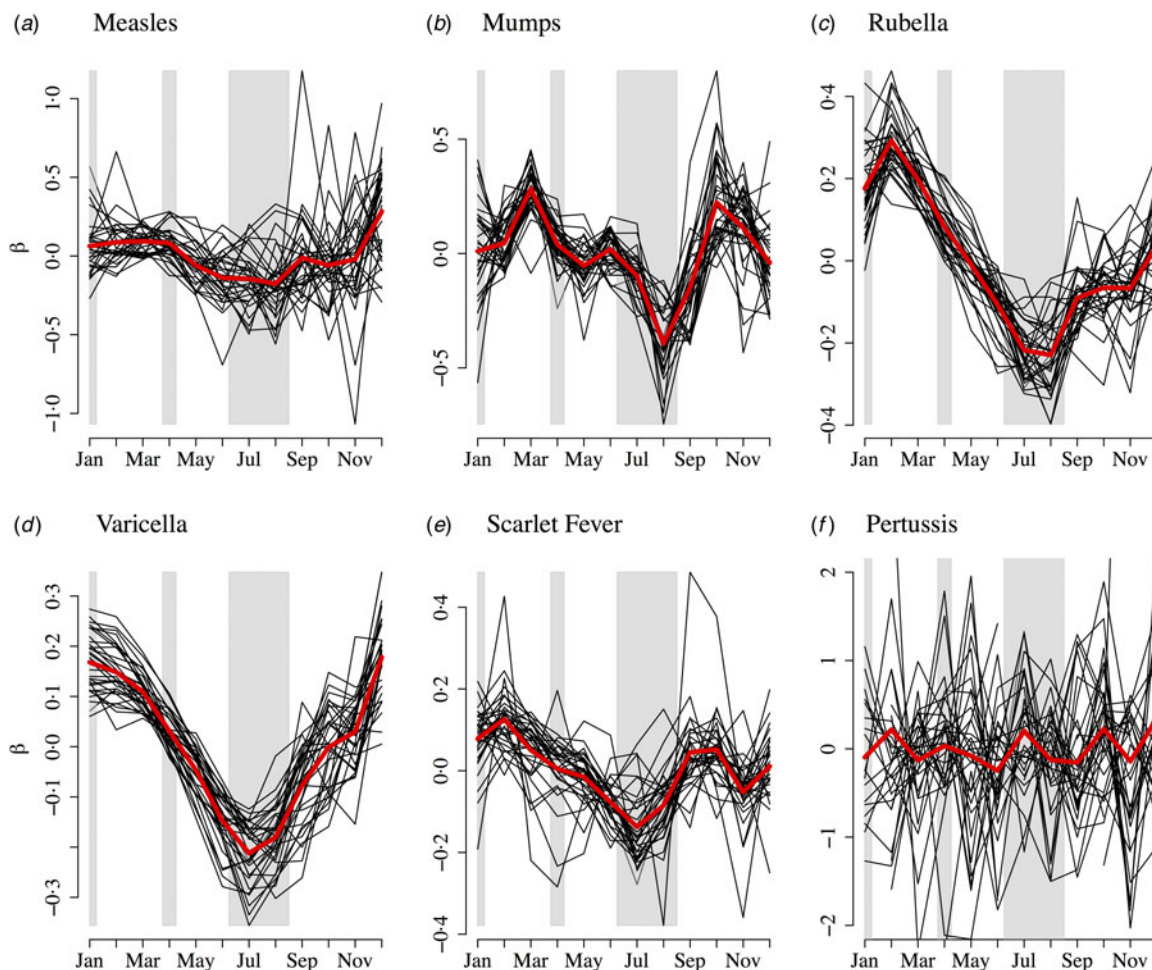 (a) Measles
(b) Mumps
(c) Rubella
β
1·0
0·5
0·0
−0·5
−1·0
Jan Mar May Jul Sep Nov
0·5
0·0
−0·5
Jan Mar May Jul Sep Nov
0·4
0·2
0·0
−0·2
−0·4
Jan Mar May Jul Sep Nov
(d) Varicella
(e) Scarlet Fever
(f) Pertussis
β
0·3
0·2
0·1
0·0
−0·1
−0·3
Jan Mar May Jul Sep Nov
0·4
0·2
0·0
−0·2
−0·4
Jan Mar May Jul Sep Nov
2
1
0
−1
−2
Jan Mar May Jul Sep Nov